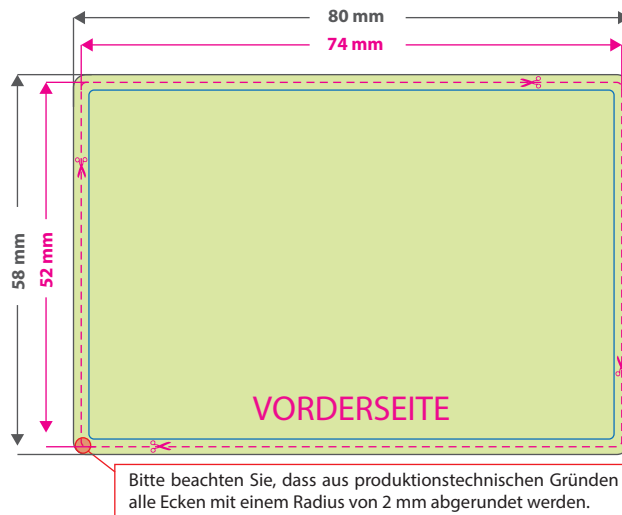 80 mm
74 mm
58 mm
52 mm
VORDERSEITE
Bitte beachten Sie, dass aus produktionstechnischen Gründen
alle Ecken mit einem Radius von 2 mm abgerundet werden.